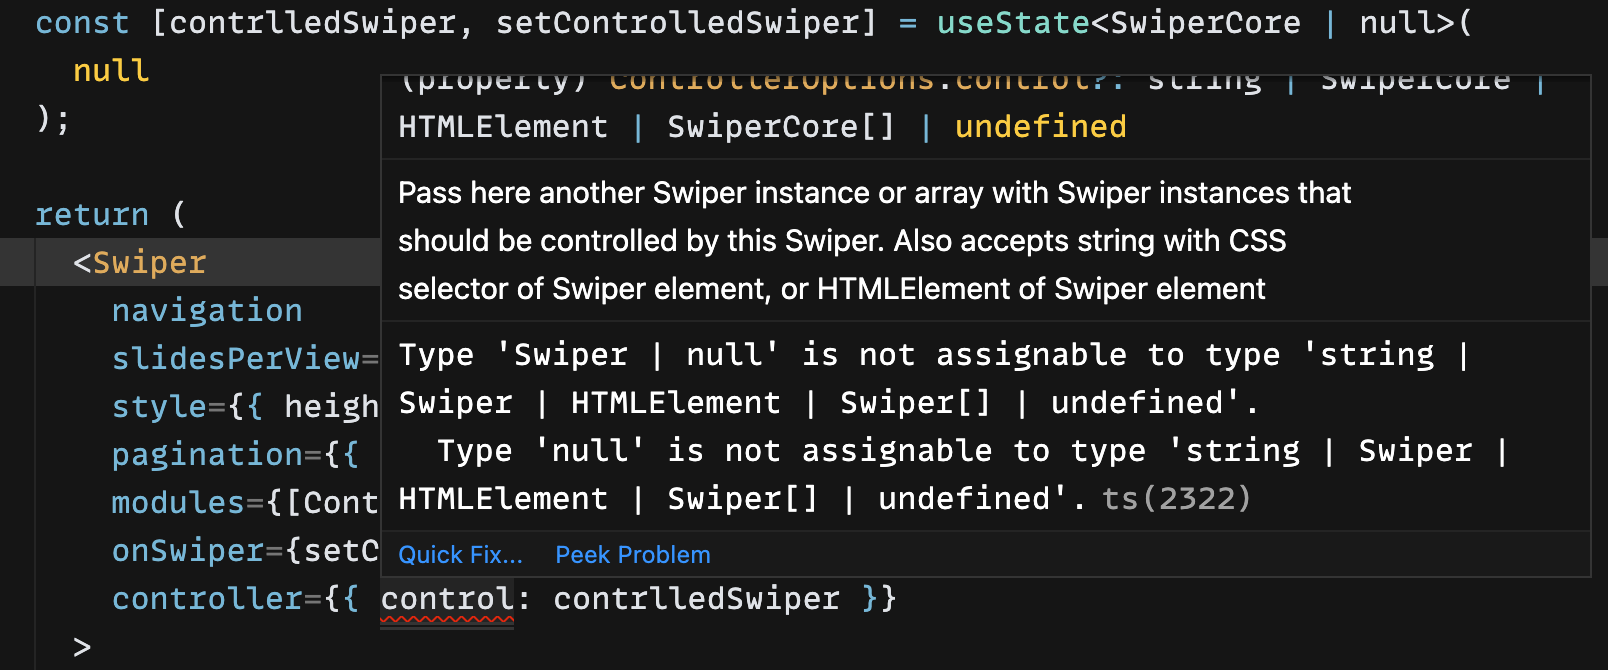 const [contrlledSwiper, setControlledSwiper] = useState<SwiperCore | null>(
null
);
(property) ControllerOptions.control?: string | SwiperCore |
HTMLElement | SwiperCore[] | undefined
Pass here another Swiper instance or array with Swiper instances that
should be controlled by this Swiper. Also accepts string with CSS
selector of Swiper element, or HTMLElement of Swiper element
Type 'Swiper | null' is not assignable to type 'string |
Swiper | HTMLElement | Swiper[] | undefined'.
Type 'null' is not assignable to type 'string | Swiper |
HTMLElement | Swiper[] | undefined'. ts(2322)
Quick Fix... Peek Problem
return (
<Swiper
navigation
slidesPerView=
style={{ heigh
pagination={{
modules={[Cont
onSwiper={setC
controller={{ control: contrlledSwiper }}
>